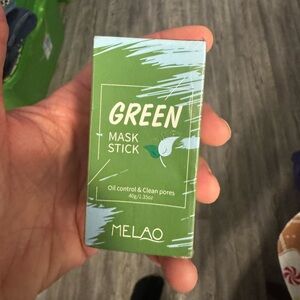 GREEN
MASK
STICK
Oil control & Clean pores
40g/1.35oz
MELAO